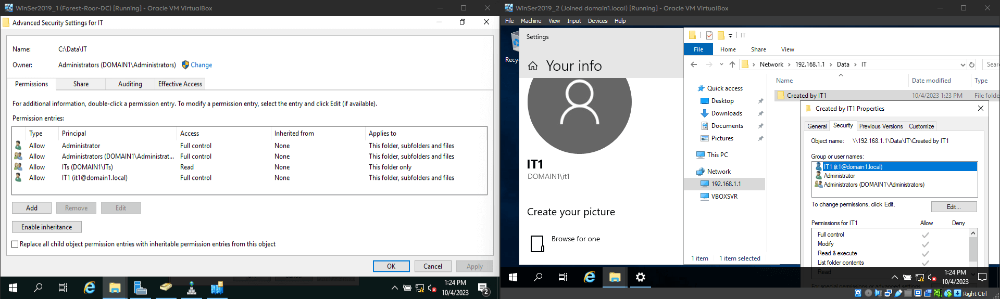 WinSer2019_1 (Forest-Roor-DC) [Running] - Oracle VM VirtualBox
Advanced Security Settings for IT
Name: C:\Data\IT
Owner: Administrators (DOMAIN1\Administrators) Change
Permissions Share Auditing Effective Access
For additional information, double-click a permission entry. To modify a permission entry, select the entry and click Edit (if available).
Permission entries:
Type Principal Access Inherited from Applies to
Allow Administrator Full control None This folder, subfolders and files
Allow Administrators (DOMAIN1\Administrat... Full control None This folder, subfolders and files
Allow ITs (DOMAIN1\ITs) Read None This folder only
Allow IT1 (it1@domain1.local) Full control None This folder, subfolders and files
Add Remove Edit
Enable inheritance
Replace all child object permission entries with inheritable permission entries from this object
OK Cancel Apply
1:24 PM
10/4/2023
2
WinSer2019_2 (Joined domain1.local) [Running] - Oracle VM VirtualBox
File Machine View Input Devices Help
Recyc
Settings
Your info
IT1
DOMAIN1\it1
Create your picture
Browse for one
IT
File Home Share View
Network 192.168.1.1 Data IT
Sear
Quick access
Desktop
Downloads
Documents
Pictures
This PC
Network
192.168.1.1
VBOXSVR
1 item 1 item selected
Name Date modified Type
Created by IT1 10/4/2023 1:23 PM File folde
Created by IT1 Properties
General Security Previous Versions Customize
Object name: \\192.168.1.1\Data\IT\Created by IT1
Group or user names:
IT1 (it1@domain1.local)
Administrator
Administrators (DOMAIN1\Administrators)
To change permissions, click Edit.
Edit...
Permissions for IT1 Allow Deny
Full control
Modify
Read & execute
List folder contents
Read
For special permissions or advanced settings
1:24 PM
10/4/2023
Right Ctrl